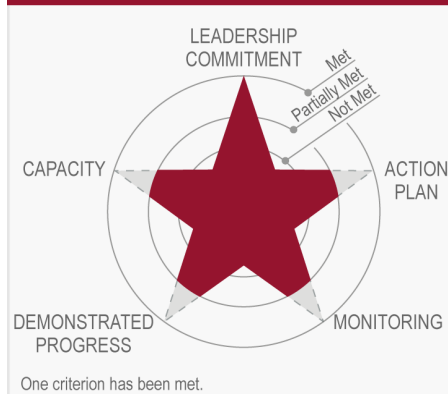 LEADERSHIP
COMMITMENT
Met
Partially Met
Not Met
CAPACITY
ACTION
PLAN
DEMONSTRATED
PROGRESS
MONITORING
One criterion has been met.